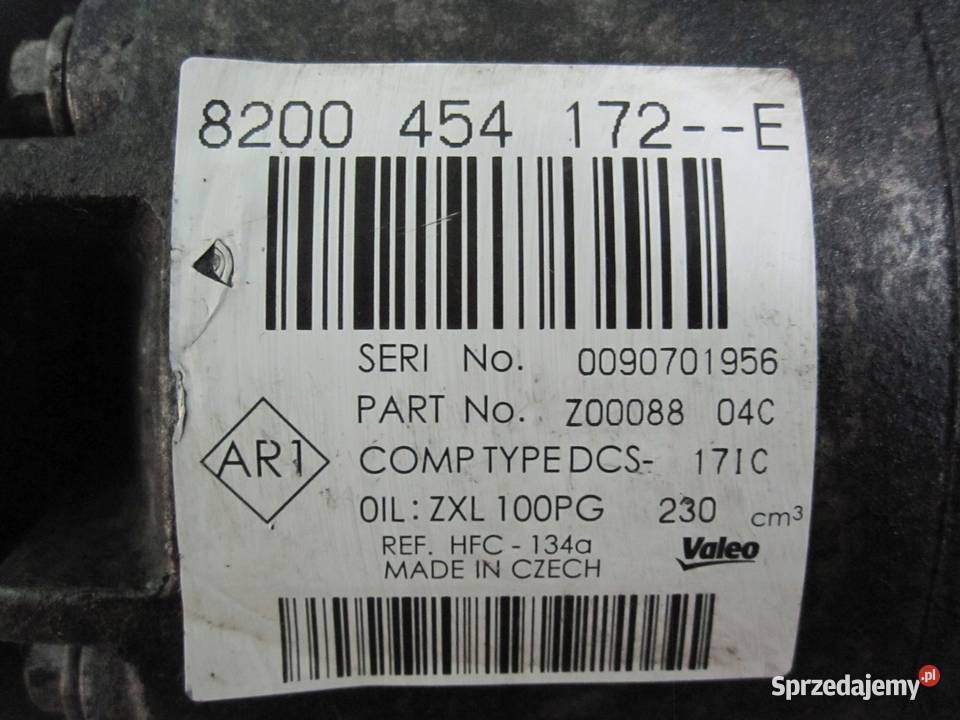 8200 454 172--E
SERI No. 0090701956
PART No. Z00088 04C
COMP TYPE DCS- 17IC
AR1
OIL: ZXL 100PG 230 cm³
REF. HFC - 134a
Valeo
MADE IN CZECH
Sprzedajemy.pl